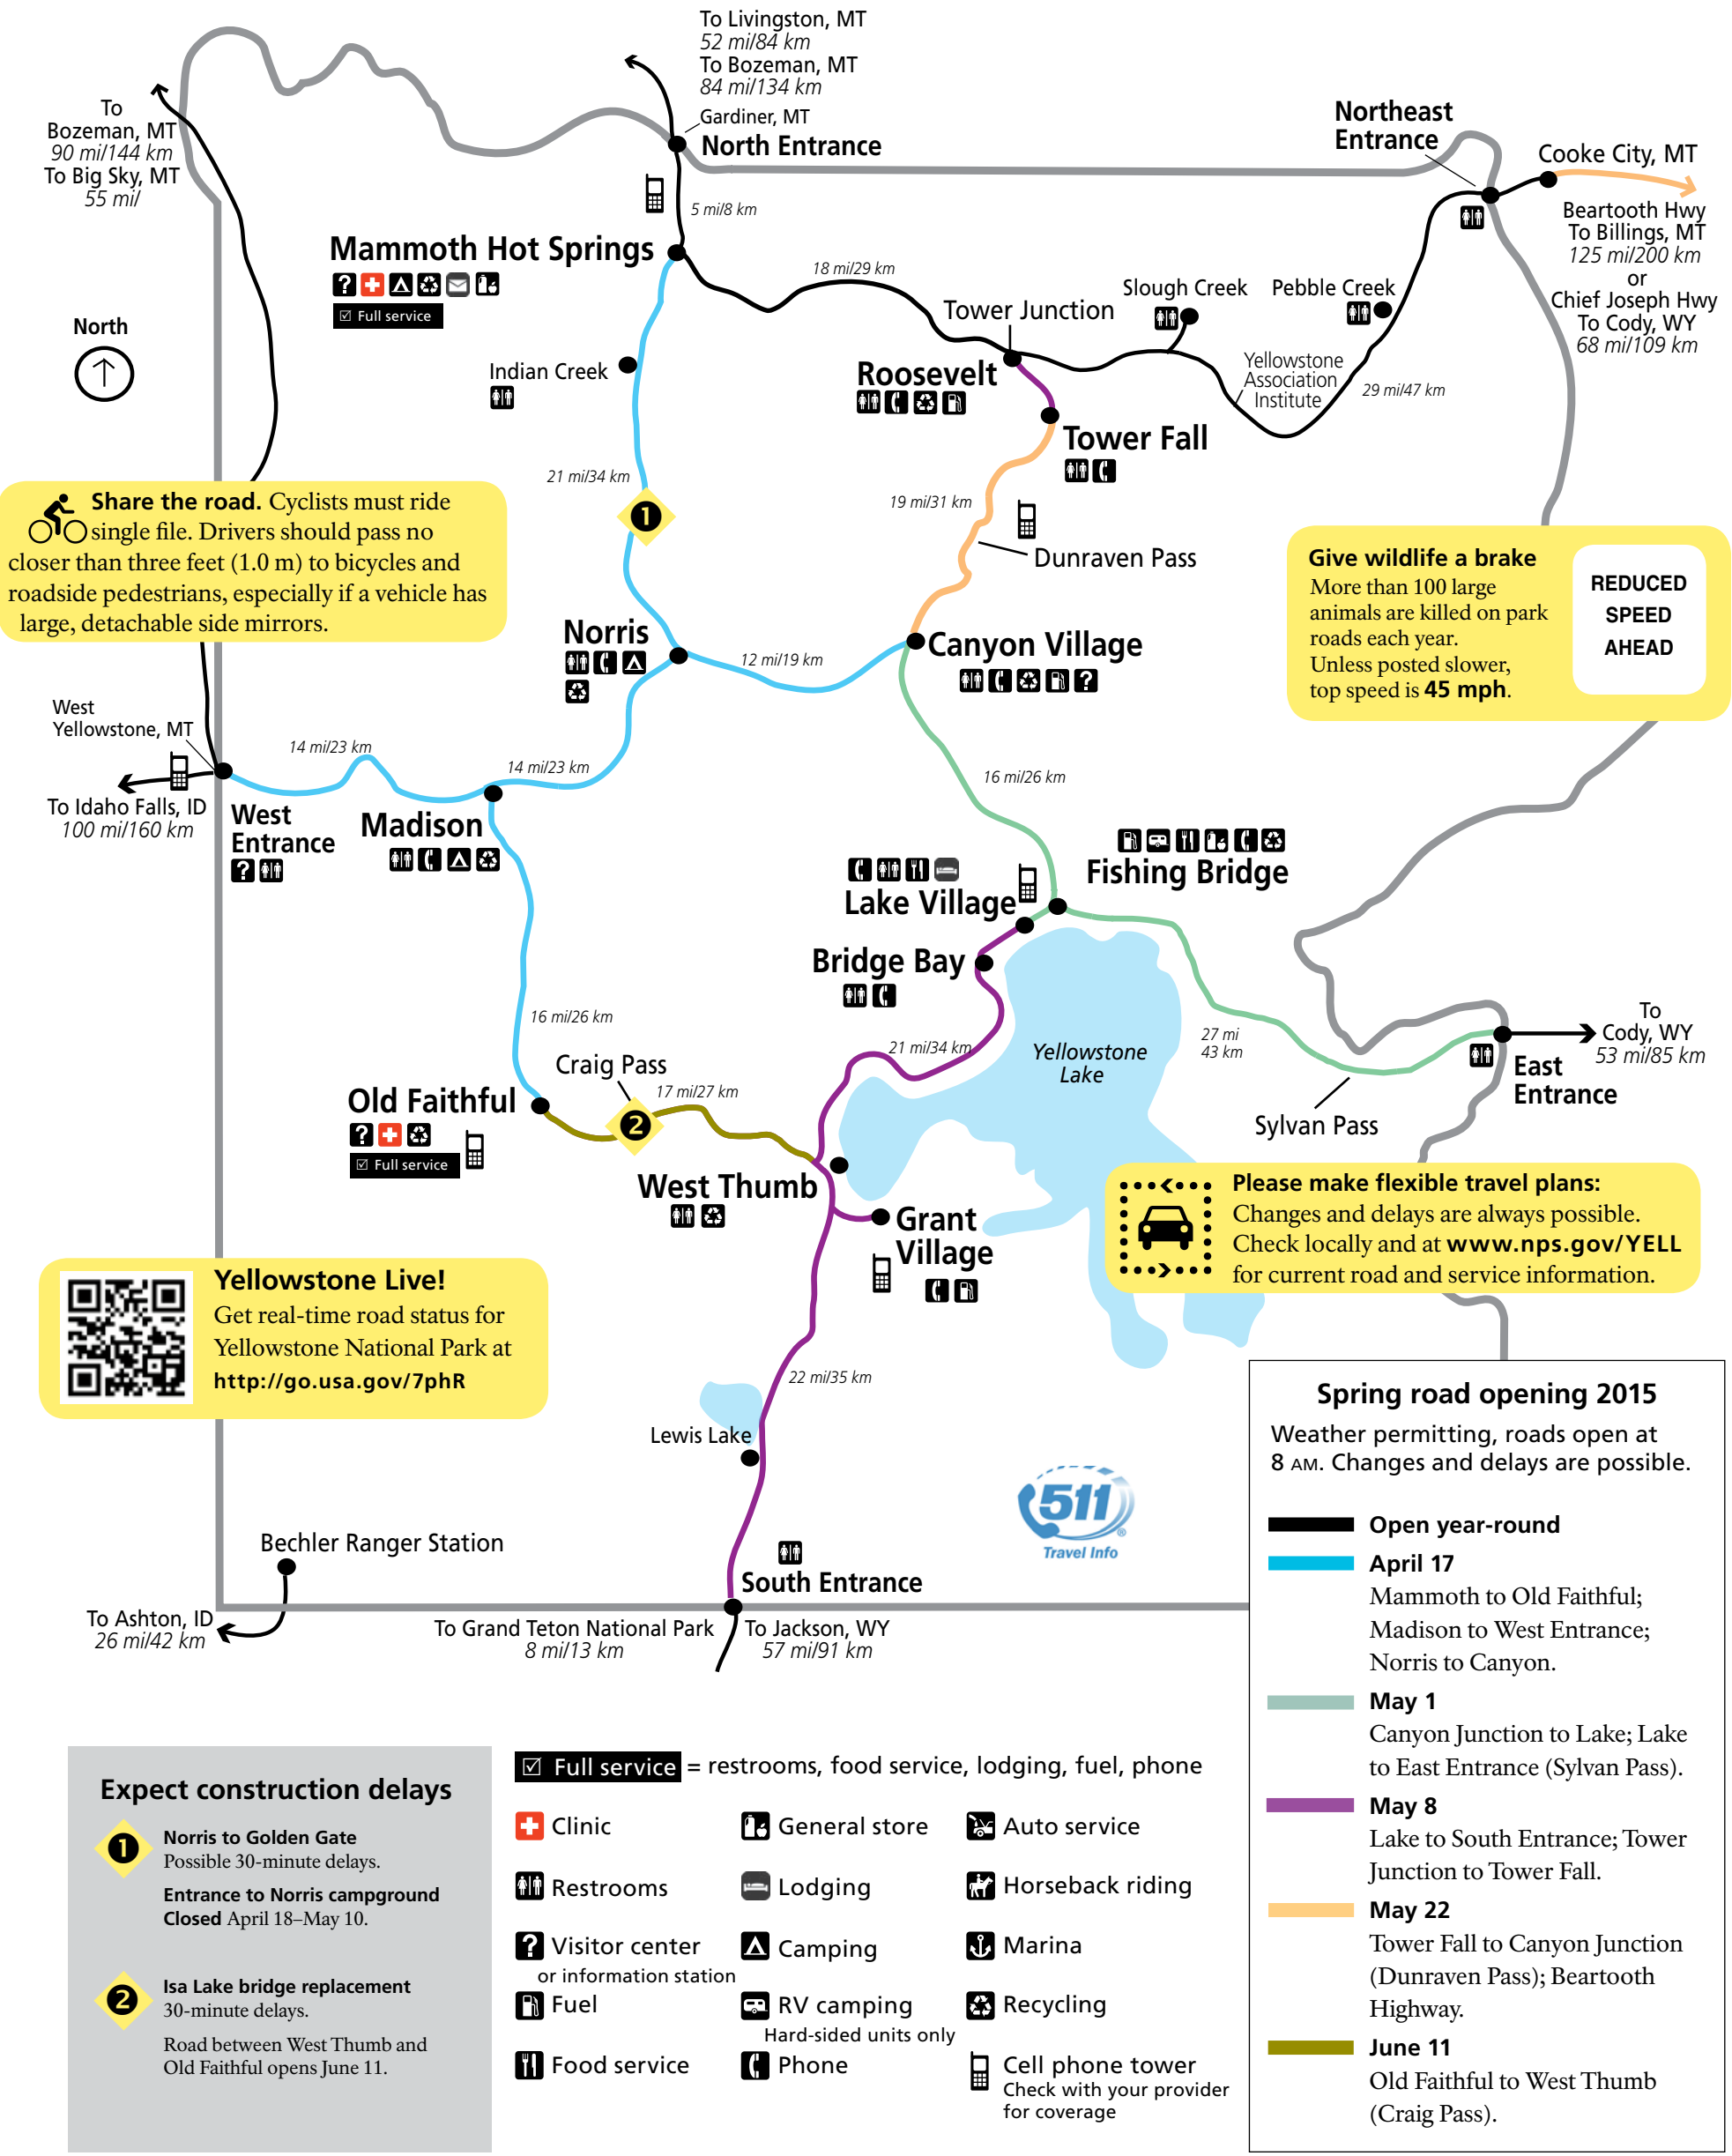 To Livingston, MT
52 mi/84 km
To Bozeman, MT
84 mi/134 km
Gardiner, MT
North Entrance
To
Bozeman, MT
90 mi/144 km
To Big Sky, MT
55 mi/
Northeast
Entrance
Cooke City, MT
Beartooth Hwy
To Billings, MT
125 mi/200 km
or
Chief Joseph Hwy
To Cody, WY
68 mi/109 km
5 mi/8 km
Mammoth Hot Springs
☑ Full service
18 mi/29 km
Tower Junction
Slough Creek
Pebble Creek
North
Indian Creek
Roosevelt
Yellowstone
Association
Institute
29 mi/47 km
Tower Fall
21 mi/34 km
1
19 mi/31 km
Dunraven Pass
Share the road. Cyclists must ride
single file. Drivers should pass no
closer than three feet (1.0 m) to bicycles and
roadside pedestrians, especially if a vehicle has
large, detachable side mirrors.
Give wildlife a brake
More than 100 large
animals are killed on park
roads each year.
Unless posted slower,
top speed is 45 mph.
REDUCED
SPEED
AHEAD
Norris
12 mi/19 km
Canyon Village
West
Yellowstone, MT
14 mi/23 km
14 mi/23 km
16 mi/26 km
To Idaho Falls, ID
100 mi/160 km
West
Entrance
Madison
Fishing Bridge
Lake Village
Bridge Bay
16 mi/26 km
21 mi/34 km
Yellowstone
Lake
27 mi
43 km
To
Cody, WY
53 mi/85 km
East
Entrance
Sylvan Pass
Craig Pass
17 mi/27 km
2
Old Faithful
☑ Full service
West Thumb
Grant
Village
Please make flexible travel plans:
Changes and delays are always possible.
Check locally and at www.nps.gov/YELL
for current road and service information.
Yellowstone Live!
Get real-time road status for
Yellowstone National Park at
http://go.usa.gov/7phR
22 mi/35 km
Lewis Lake
511
®
Travel Info
Bechler Ranger Station
South Entrance
To Ashton, ID
26 mi/42 km
To Grand Teton National Park
8 mi/13 km
To Jackson, WY
57 mi/91 km
Spring road opening 2015
Weather permitting, roads open at
8 AM. Changes and delays are possible.
Open year-round
April 17
Mammoth to Old Faithful;
Madison to West Entrance;
Norris to Canyon.
May 1
Canyon Junction to Lake; Lake
to East Entrance (Sylvan Pass).
May 8
Lake to South Entrance; Tower
Junction to Tower Fall.
May 22
Tower Fall to Canyon Junction
(Dunraven Pass); Beartooth
Highway.
June 11
Old Faithful to West Thumb
(Craig Pass).
Expect construction delays
1
Norris to Golden Gate
Possible 30-minute delays.
Entrance to Norris campground
Closed April 18–May 10.
2
Isa Lake bridge replacement
30-minute delays.
Road between West Thumb and
Old Faithful opens June 11.
☑ Full service = restrooms, food service, lodging, fuel, phone
Clinic
Restrooms
Visitor center
or information station
Fuel
Food service
General store
Lodging
Camping
RV camping
Hard-sided units only
Phone
Auto service
Horseback riding
Marina
Recycling
Cell phone tower
Check with your provider
for coverage